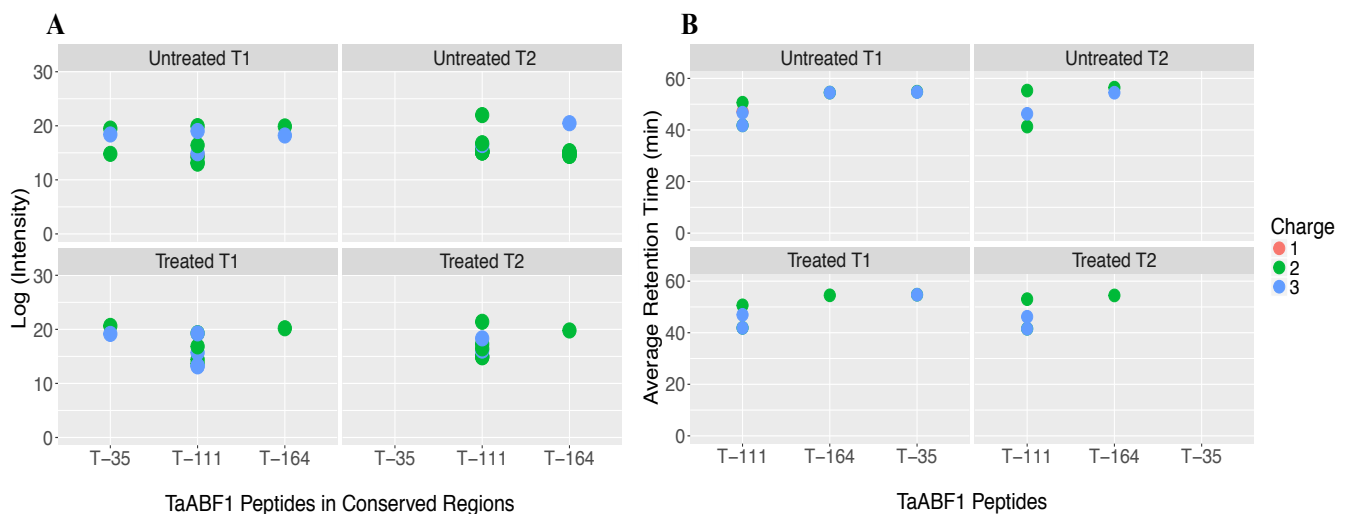 A
Untreated T1
Untreated T2
30
20
10
0
Treated T1
Treated T2
30
20
10
0
Log (Intensity)
T-35
T-111
T-164
T-35
T-111
T-164
TaABF1 Peptides in Conserved Regions
B
Untreated T1
Untreated T2
60
40
20
0
Treated T1
Treated T2
60
40
20
0
Average Retention Time (min)
T-111
T-164
T-35
T-111
T-164
T-35
TaABF1 Peptides
Charge
1
2
3